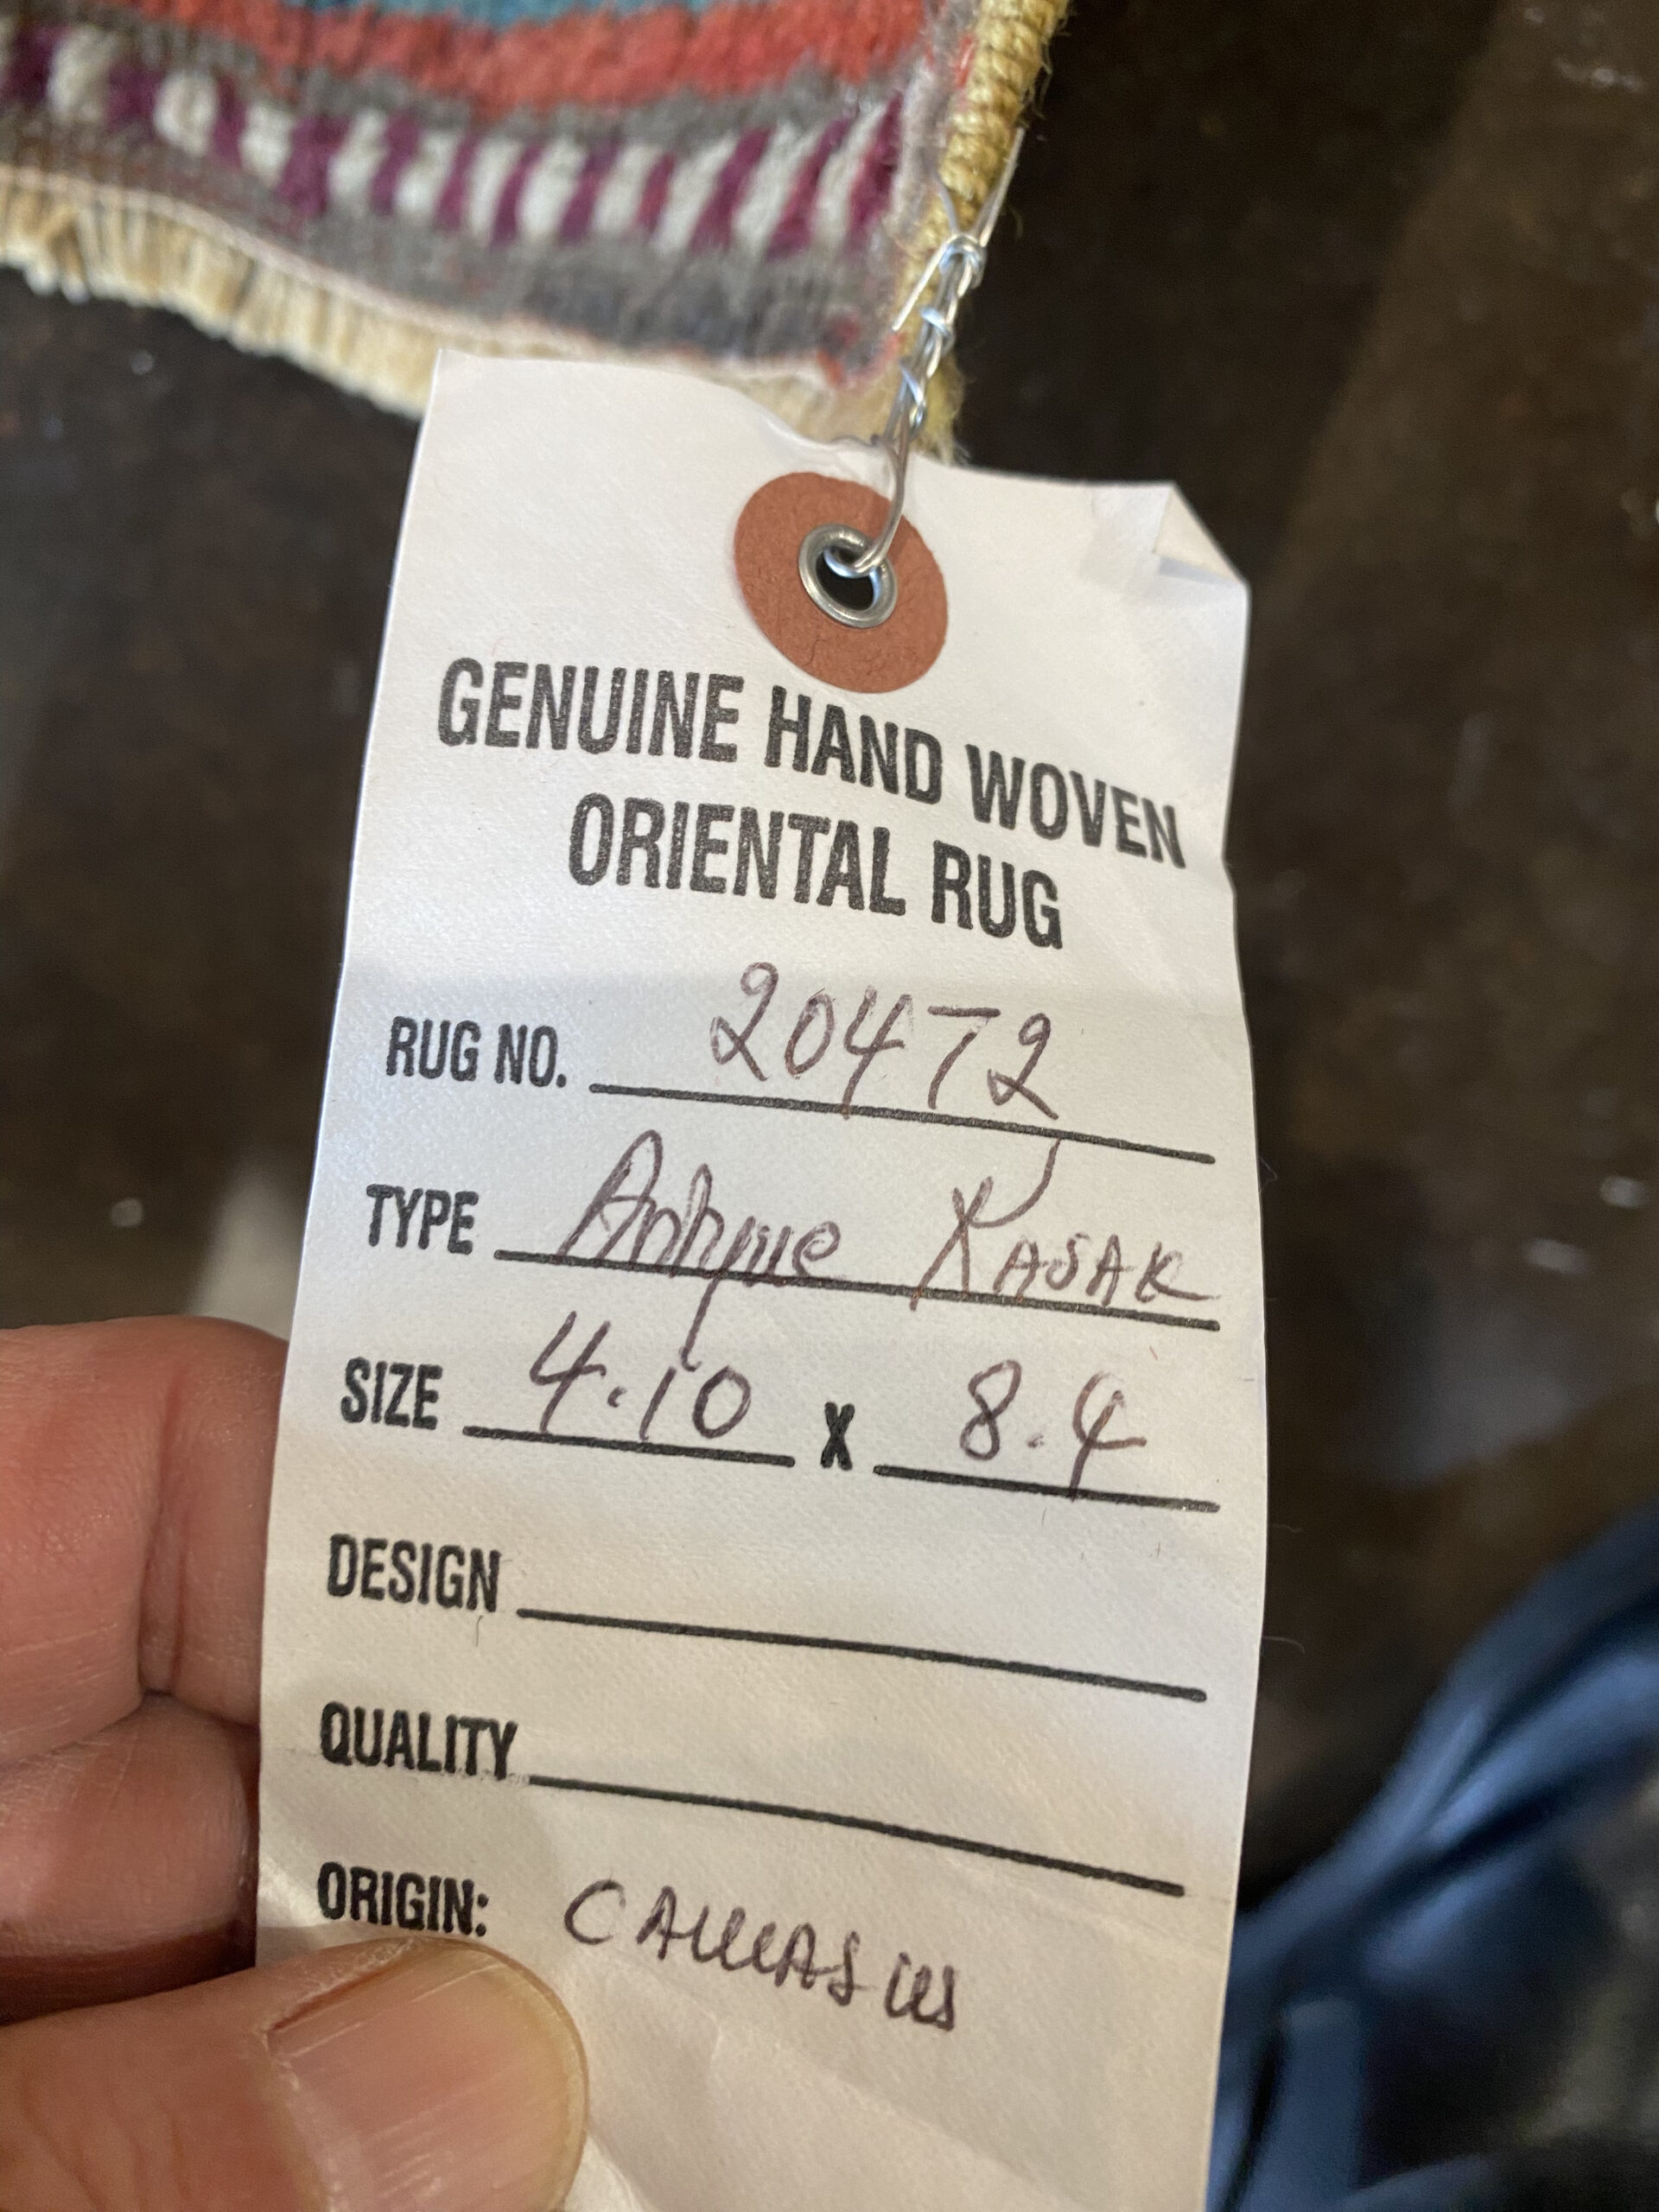 GENUINE HAND WOVEN
ORIENTAL RUG
RUG NO. 20472
TYPE Antique KASAK
SIZE 4.10 X 8.4
DESIGN
QUALITY
ORIGIN: CAUCASUS